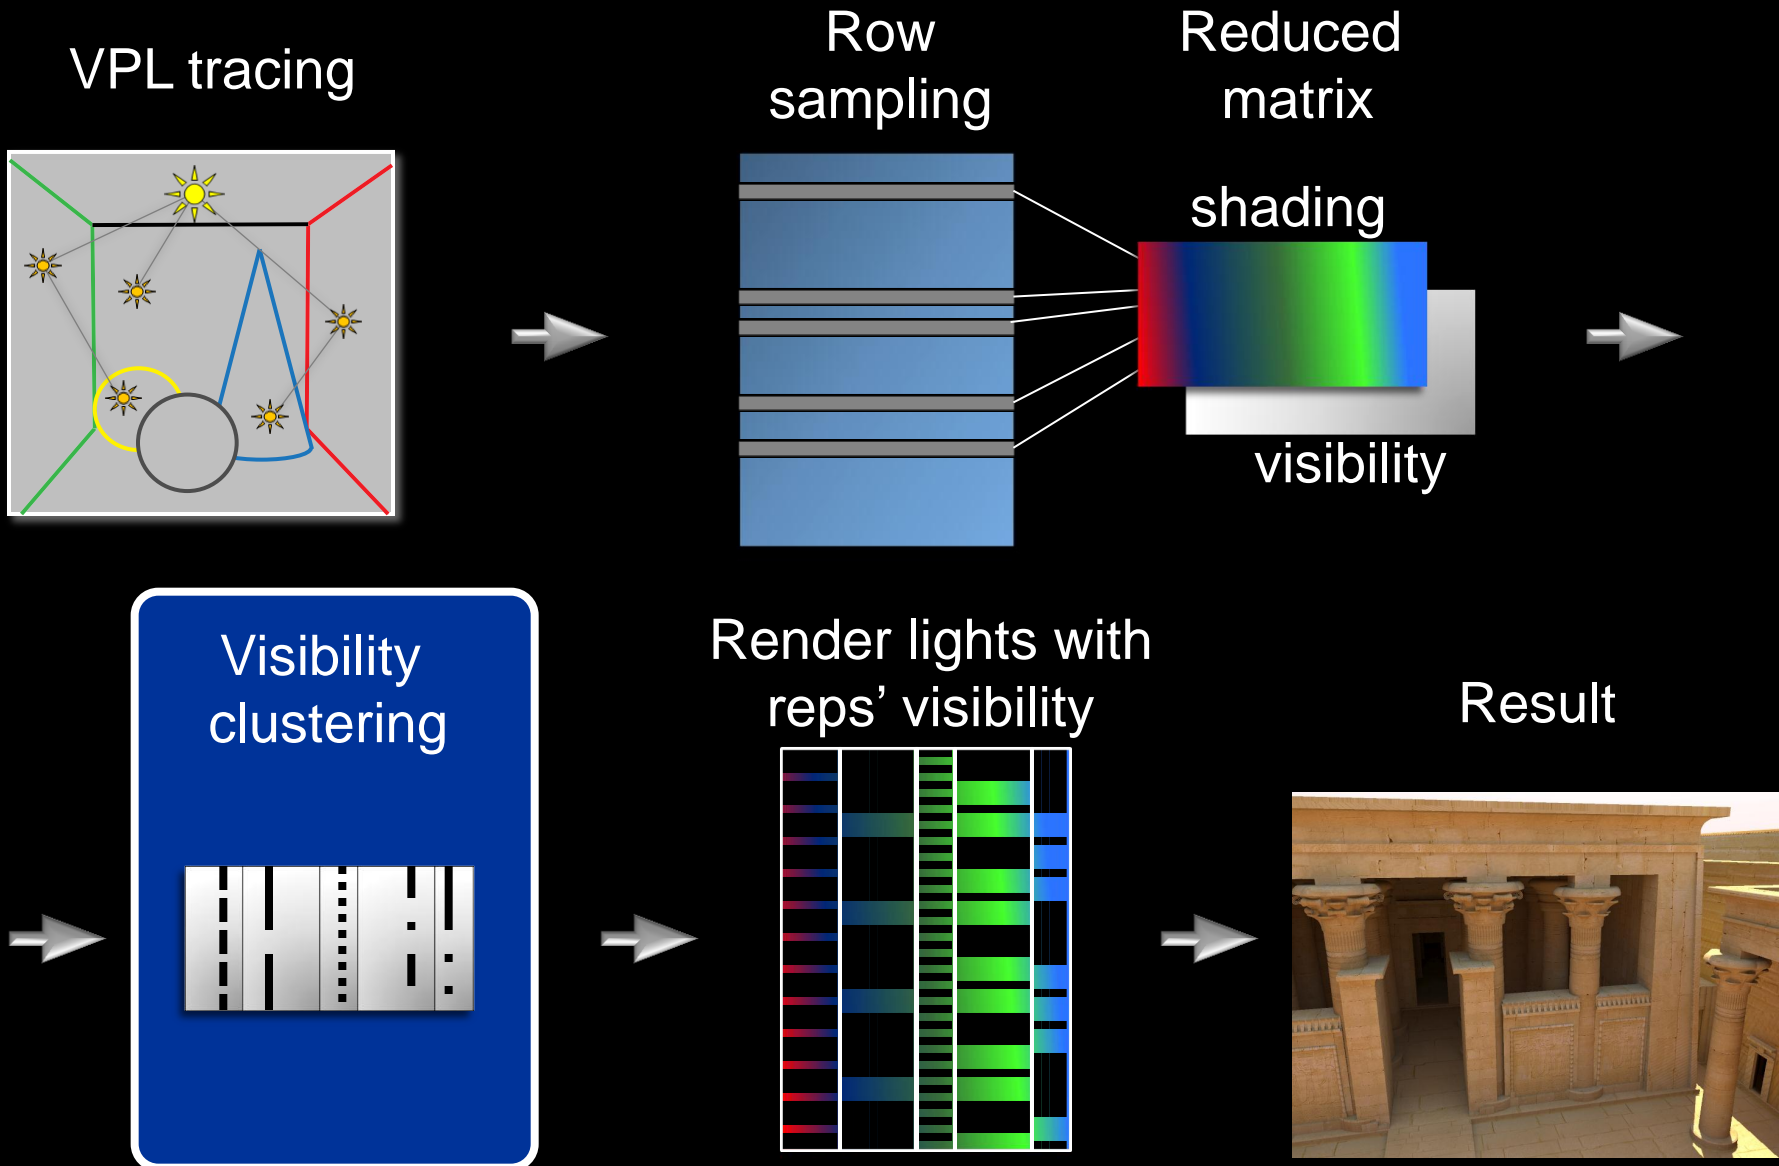 VPL tracing
Row
sampling
Reduced
matrix
shading
visibility
Visibility
clustering
Render lights with
reps’ visibility
Result